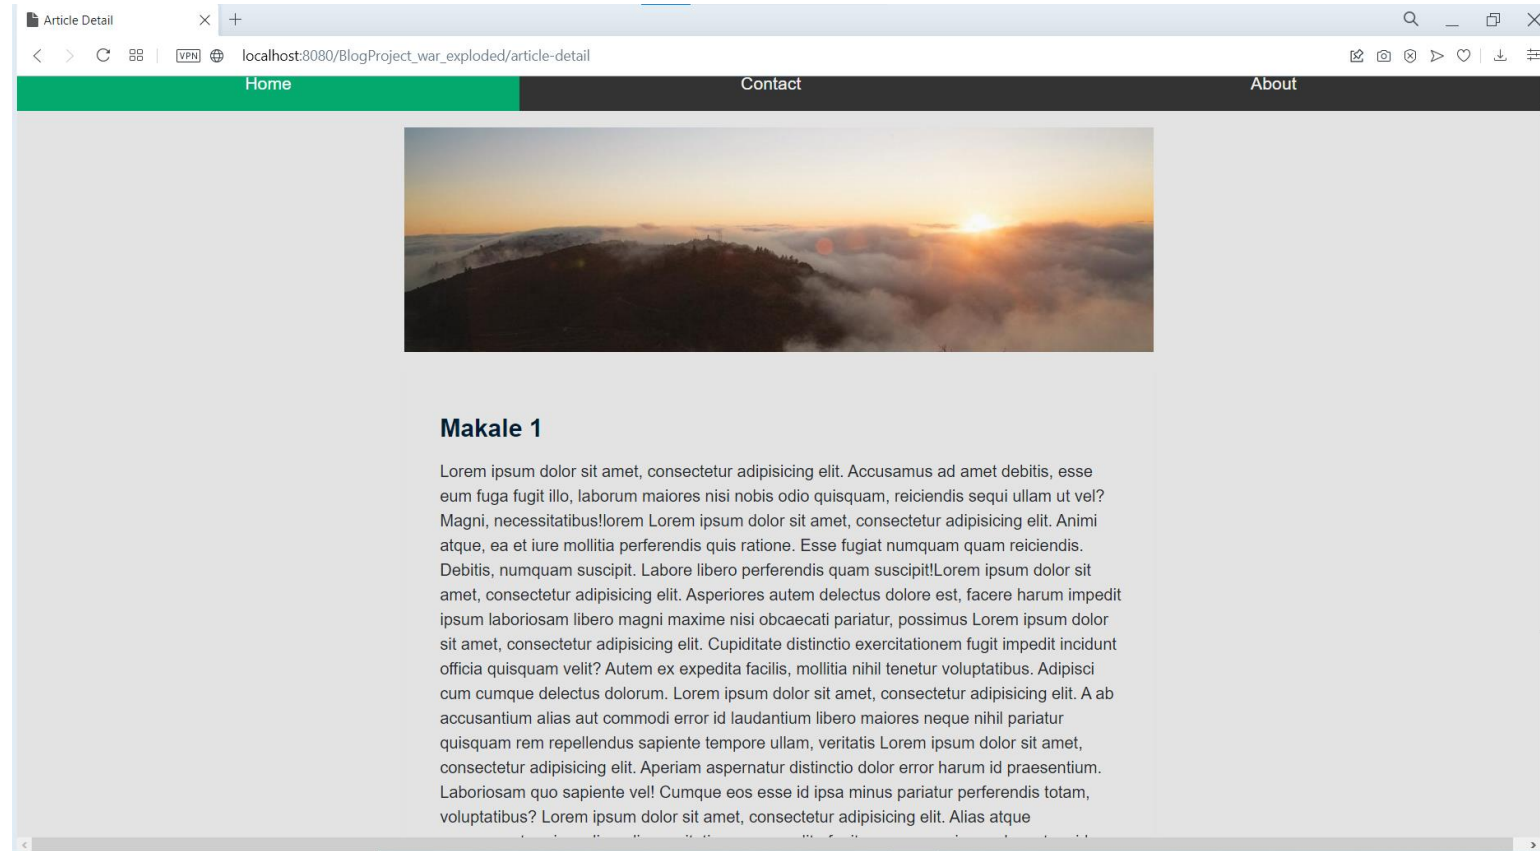 Article Detail
VPN
localhost:8080/BlogProject_war_exploded/article-detail
Home
Contact
About
Makale 1
Lorem ipsum dolor sit amet, consectetur adipisicing elit. Accusamus ad amet debitis, esse
eum fuga fugit illo, laborum maiores nisi nobis odio quisquam, reiciendis sequi ullam ut vel?
Magni, necessitatibus!lorem Lorem ipsum dolor sit amet, consectetur adipisicing elit. Animi
atque, ea et iure mollitia perferendis quis ratione. Esse fugiat numquam quam reiciendis.
Debitis, numquam suscipit. Labore libero perferendis quam suscipit!Lorem ipsum dolor sit
amet, consectetur adipisicing elit. Asperiores autem delectus dolore est, facere harum impedit
ipsum laboriosam libero magni maxime nisi obcaecati pariatur, possimus Lorem ipsum dolor
sit amet, consectetur adipisicing elit. Cupiditate distinctio exercitationem fugit impedit incidunt
officia quisquam velit? Autem ex expedita facilis, mollitia nihil tenetur voluptatibus. Adipisci
cum cumque delectus dolorum. Lorem ipsum dolor sit amet, consectetur adipisicing elit. A ab
accusantium alias aut commodi error id laudantium libero maiores neque nihil pariatur
quisquam rem repellendus sapiente tempore ullam, veritatis Lorem ipsum dolor sit amet,
consectetur adipisicing elit. Aperiam aspernatur distinctio dolor error harum id praesentium.
Laboriosam quo sapiente vel! Cumque eos esse id ipsa minus pariatur perferendis totam,
voluptatibus? Lorem ipsum dolor sit amet, consectetur adipisicing elit. Alias atque